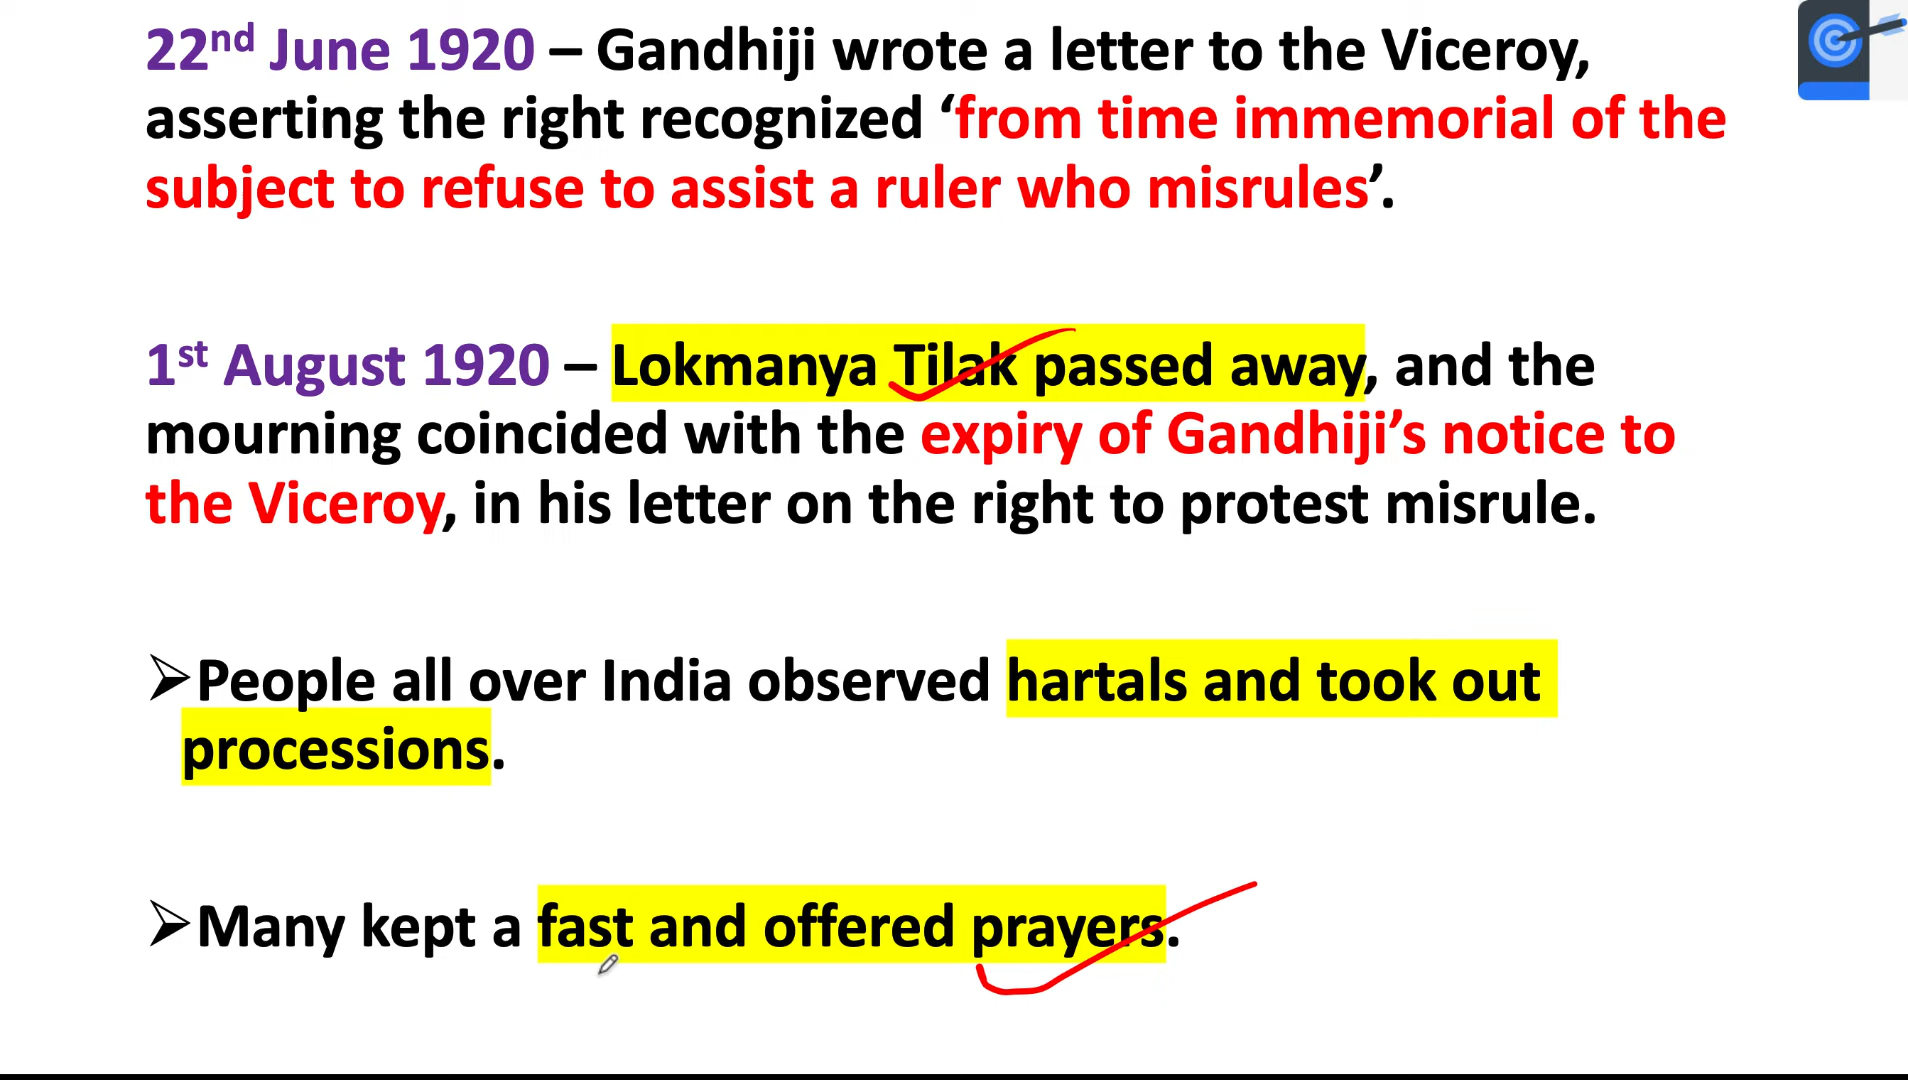 22nd June 1920 – Gandhiji wrote a letter to the Viceroy,
asserting the right recognized ‘from time immemorial of the
subject to refuse to assist a ruler who misrules’.
1st August 1920 – Lokmanya Tilak passed away, and the
mourning coincided with the expiry of Gandhiji’s notice to
the Viceroy, in his letter on the right to protest misrule.
➢People all over India observed hartals and took out
processions.
➢Many kept a fast and offered prayers.